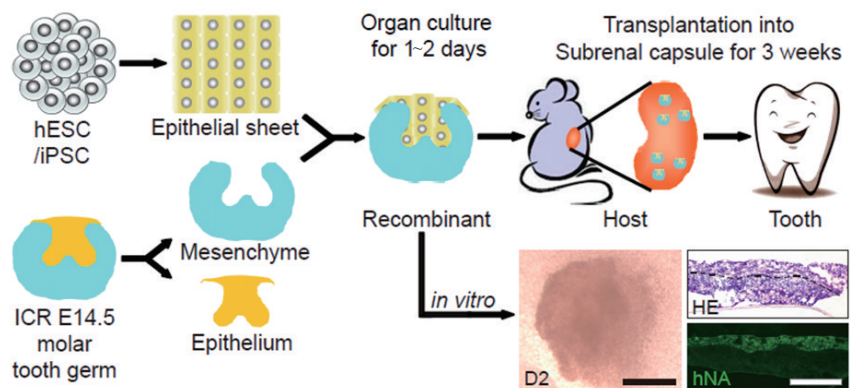 Organ culture
for 1~2 days
Transplantation into
Subrenal capsule for 3 weeks
hESC
/iPSC
Epithelial sheet
Mesenchyme
Recombinant
Host
Tooth
ICR E14.5
molar
tooth germ
Epithelium
in vitro
D2
HE
hNA